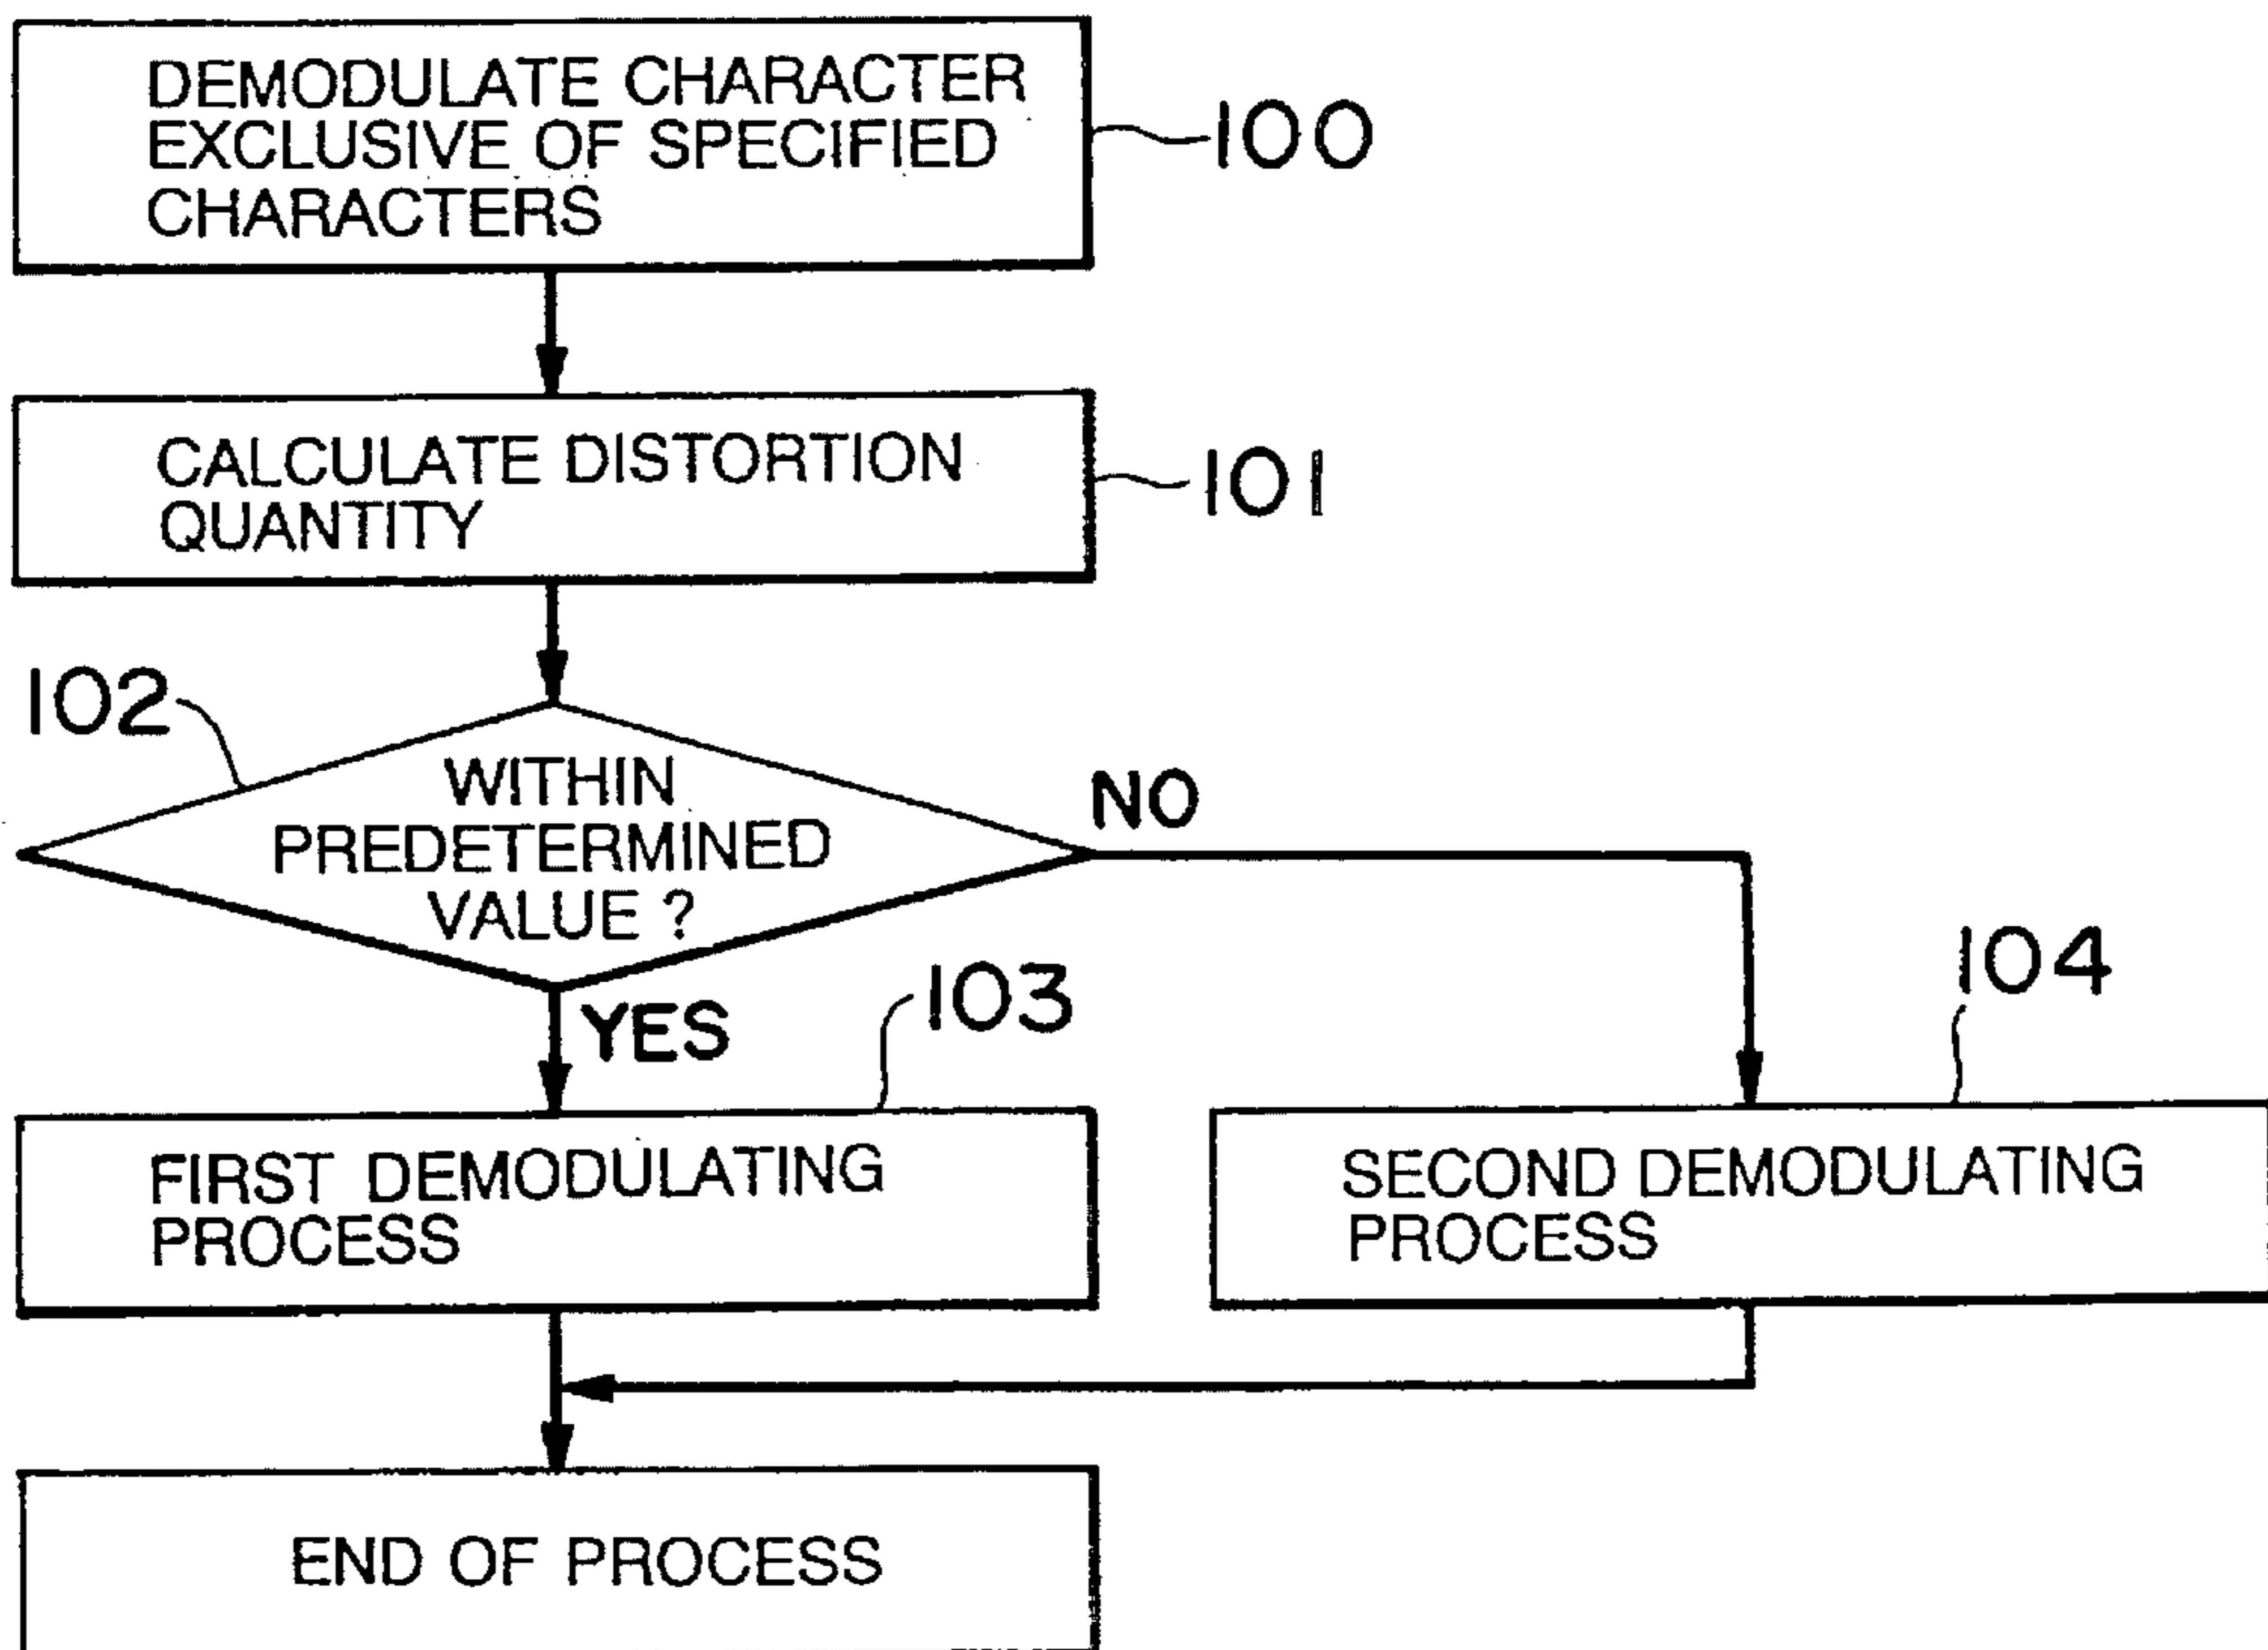 DEMODULATE CHARACTER
EXCLUSIVE OF SPECIFIED
CHARACTERS
100
CALCULATE DISTORTION
QUANTITY
101
102
WITHIN
PREDETERMINED
VALUE ?
NO
YES
103
104
FIRST DEMODULATING
PROCESS
SECOND DEMODULATING
PROCESS
END OF PROCESS